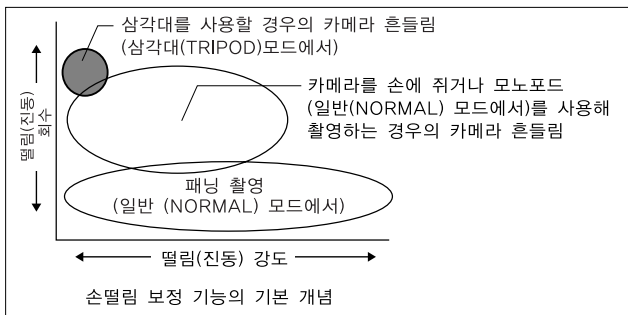 삼각대를 사용할 경우의 카메라 흔들림
(삼각대(TRIPOD)모드에서)
카메라를 손에 쥐거나 모노포드
(일반(NORMAL) 모드에서)를 사용해
촬영하는 경우의 카메라 흔들림
떨림(진동)
회수
패닝 촬영
(일반 (NORMAL) 모드에서)
떨림(진동) 강도
손떨림 보정 기능의 기본 개념